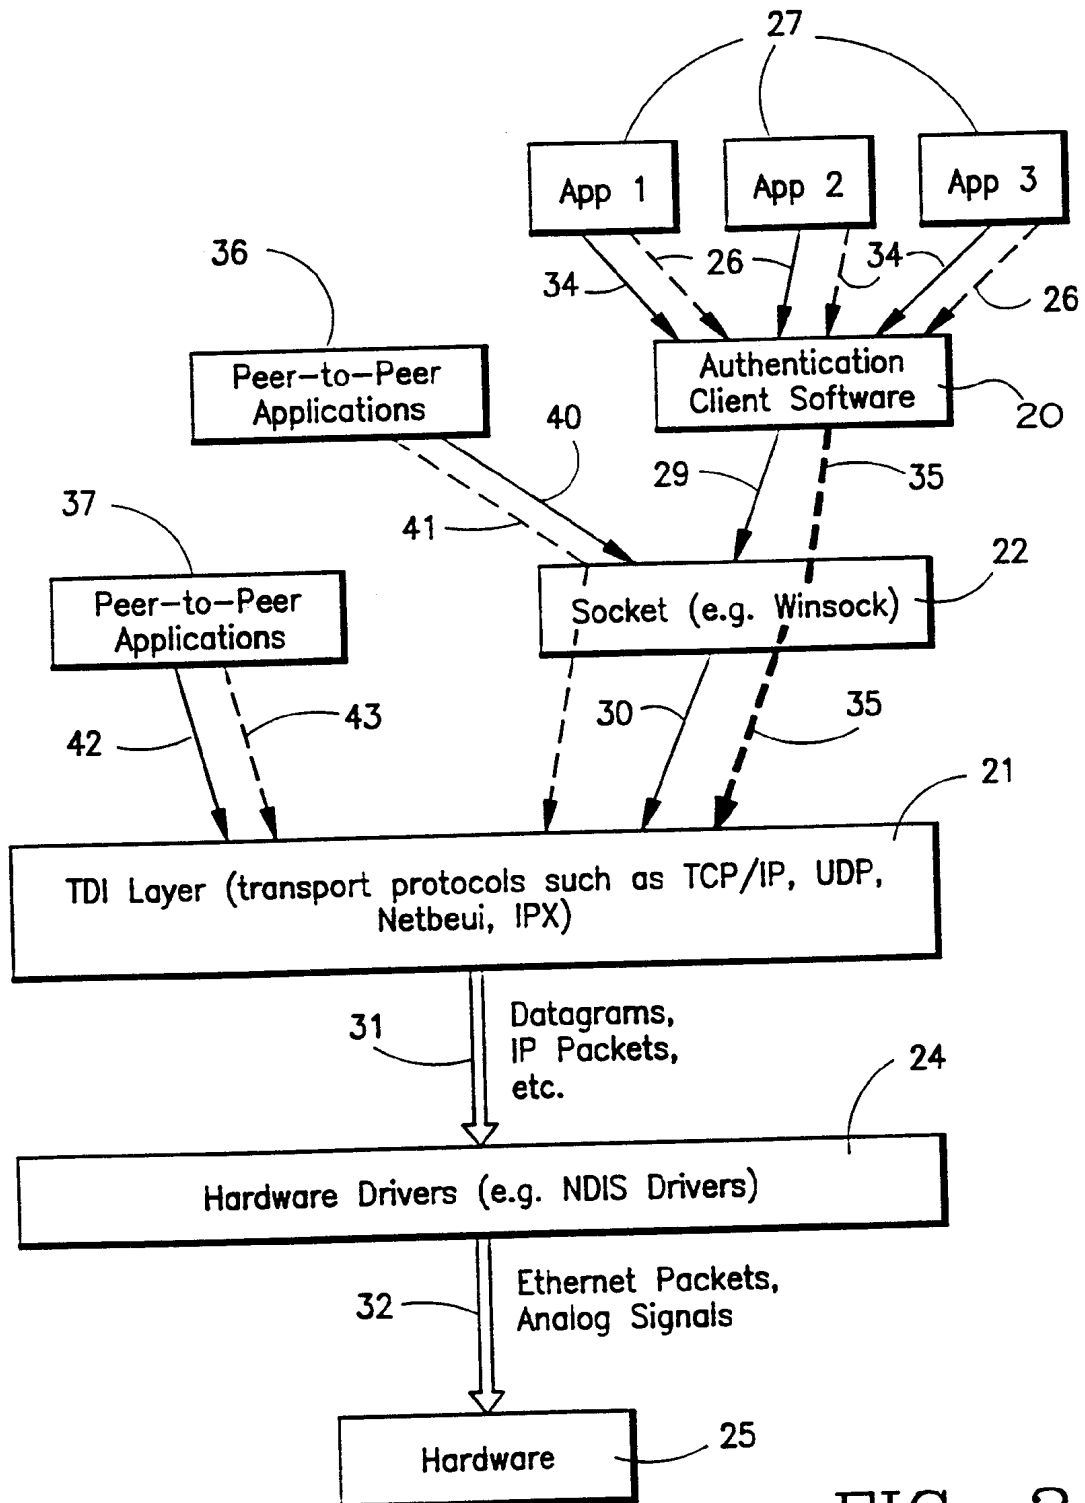 27
App 1
App 2
App 3
36
34
26
34
26
Peer-to-Peer
Applications
Authentication
Client Software
20
40
29
35
41
37
22
Peer-to-Peer
Applications
Socket (e.g. Winsock)
42
43
30
35
21
TDI Layer (transport protocols such as TCP/IP, UDP,
Netbeui, IPX)
31
Datagrams,
IP Packets,
etc.
24
Hardware Drivers (e.g. NDIS Drivers)
32
Ethernet Packets,
Analog Signals
Hardware
25
FIG.